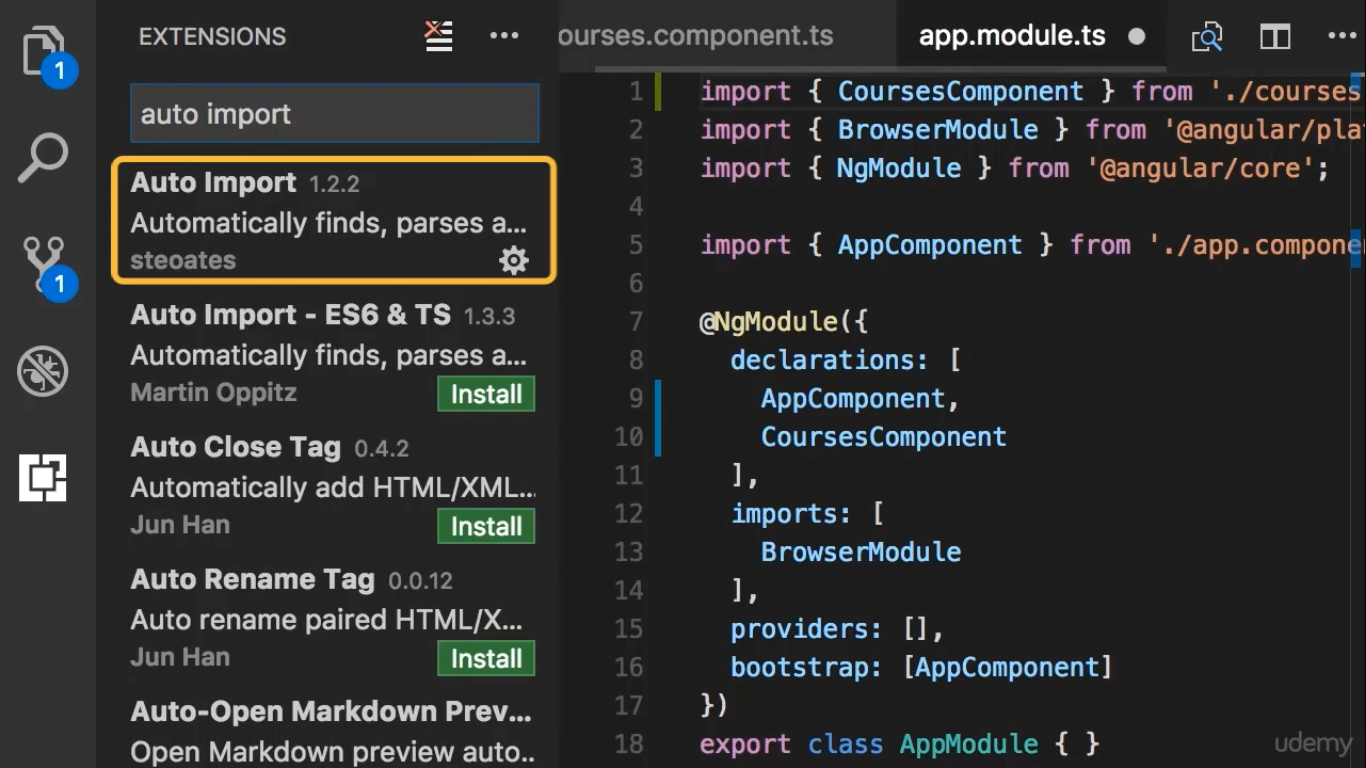 EXTENSIONS
1
auto import
Auto Import 1.2.2
Automatically finds, parses a...
steoates
Auto Import - ES6 & TS 1.3.3
Automatically finds, parses a...
Martin Oppitz
Install
1
Auto Close Tag 0.4.2
Automatically add HTML/XML...
Jun Han
Install
Auto Rename Tag 0.0.12
Auto rename paired HTML/X...
Jun Han
Install
Auto-Open Markdown Prev...
Open Markdown preview auto..
ourses.component.ts
app.module.ts
1 import { CoursesComponent } from './courses
2 import { BrowserModule } from '@angular/pla
3 import { NgModule } from '@angular/core';
4
5 import { AppComponent } from './app.compone
6
7 @NgModule({
8 declarations: [
9 AppComponent,
10 CoursesComponent
11 ],
12 imports: [
13 BrowserModule
14 ],
15 providers: [],
16 bootstrap: [AppComponent]
17 })
18 export class AppModule { }
udemy